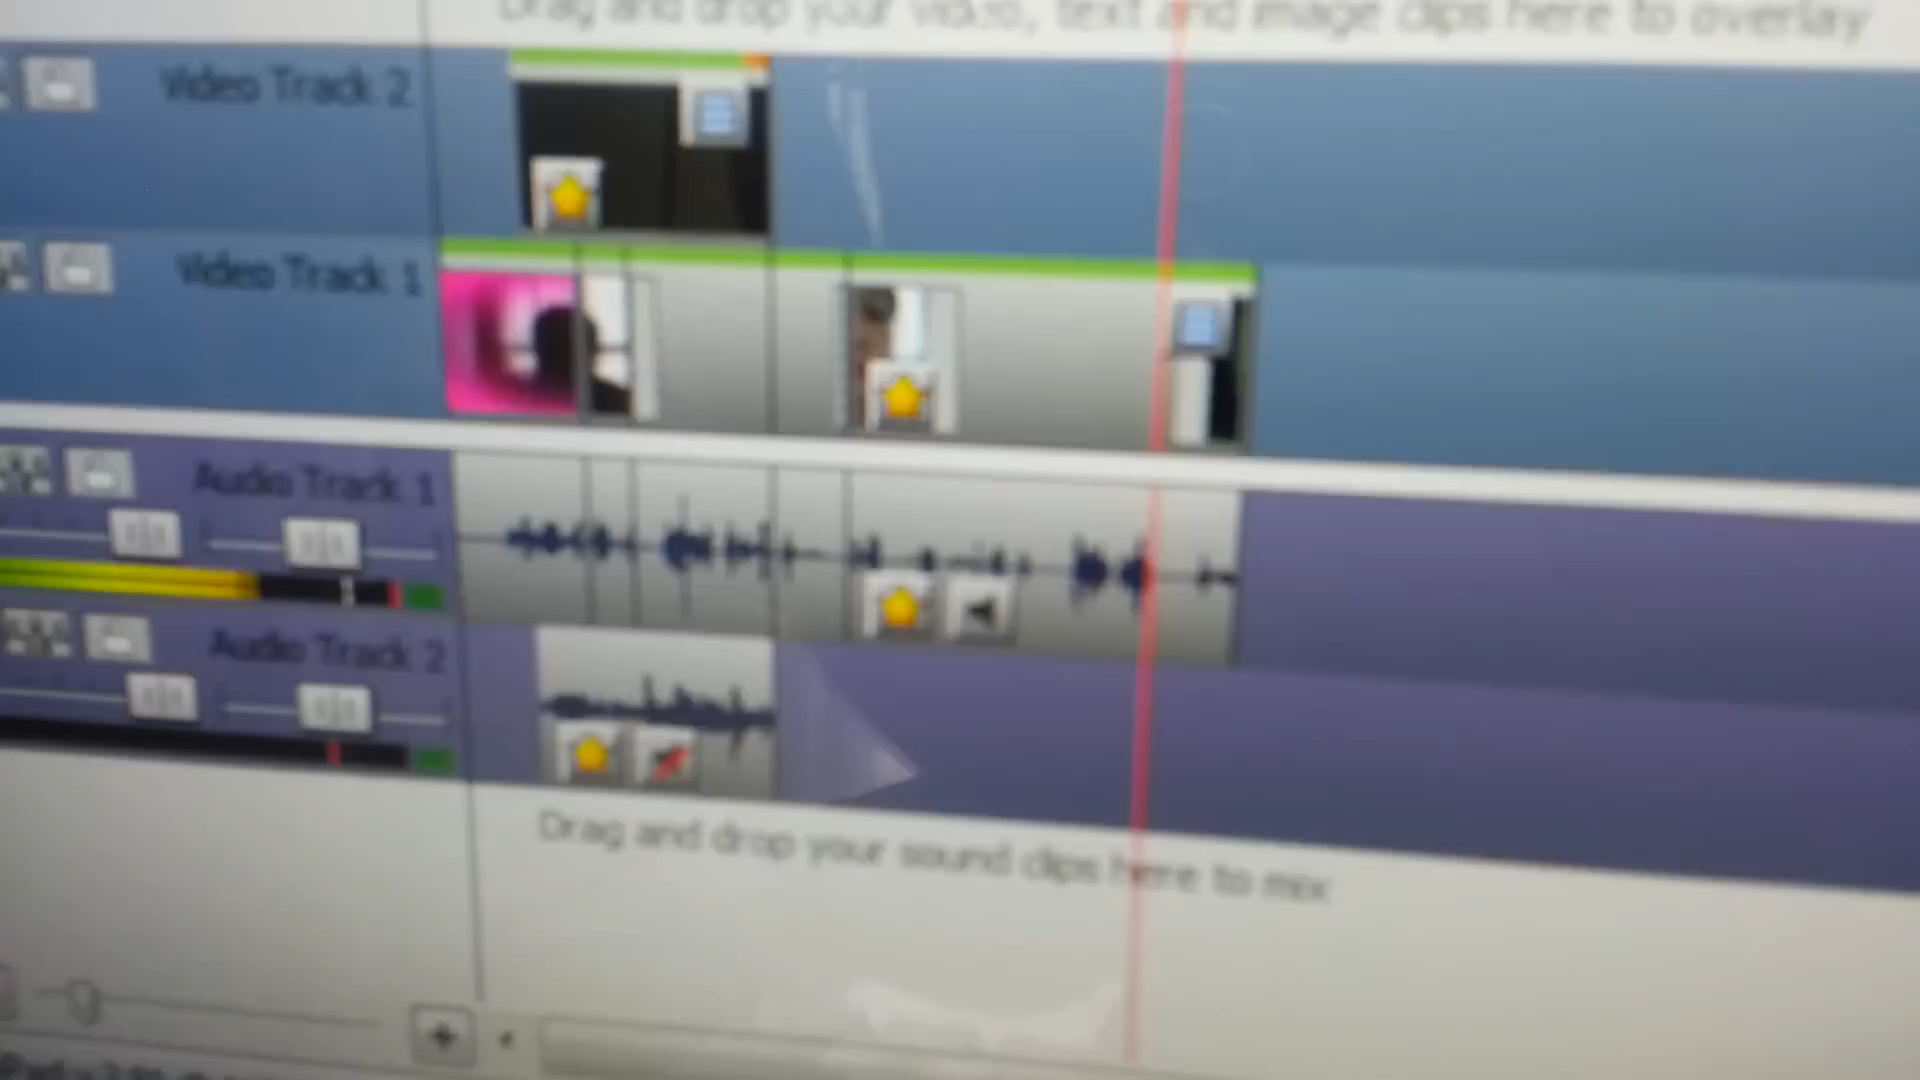 Drag and drop your video, text and image clips here to overlay
Video Track 2
Video Track 1
Audio Track 1
Audio Track 2
Drag and drop your sound clips here to mix